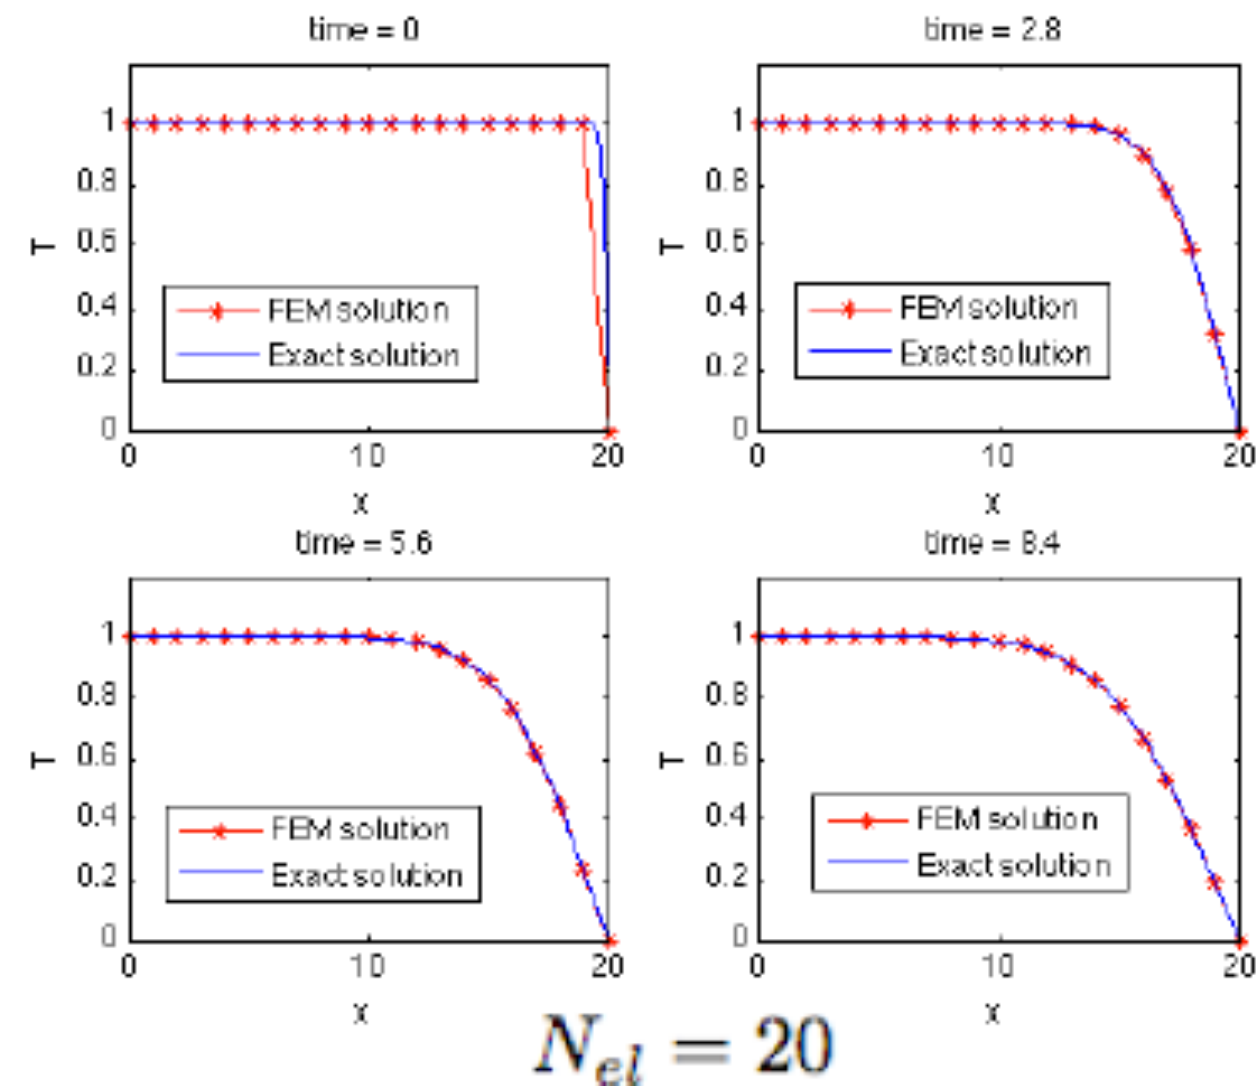 time = 0
1
0.8
0.6
0.4
0.2
0
T
FEM solution
Exact solution
0 10 20
x
time = 2.8
1
0.8
0.6
0.4
0.2
0
T
FEM solution
Exact solution
0 10 20
x
time = 5.6
1
0.8
0.6
0.4
0.2
0
T
FEM solution
Exact solution
0 10 20
x
time = 8.4
1
0.8
0.6
0.4
0.2
0
T
FEM solution
Exact solution
0 10 20
x
N_{el} = 20